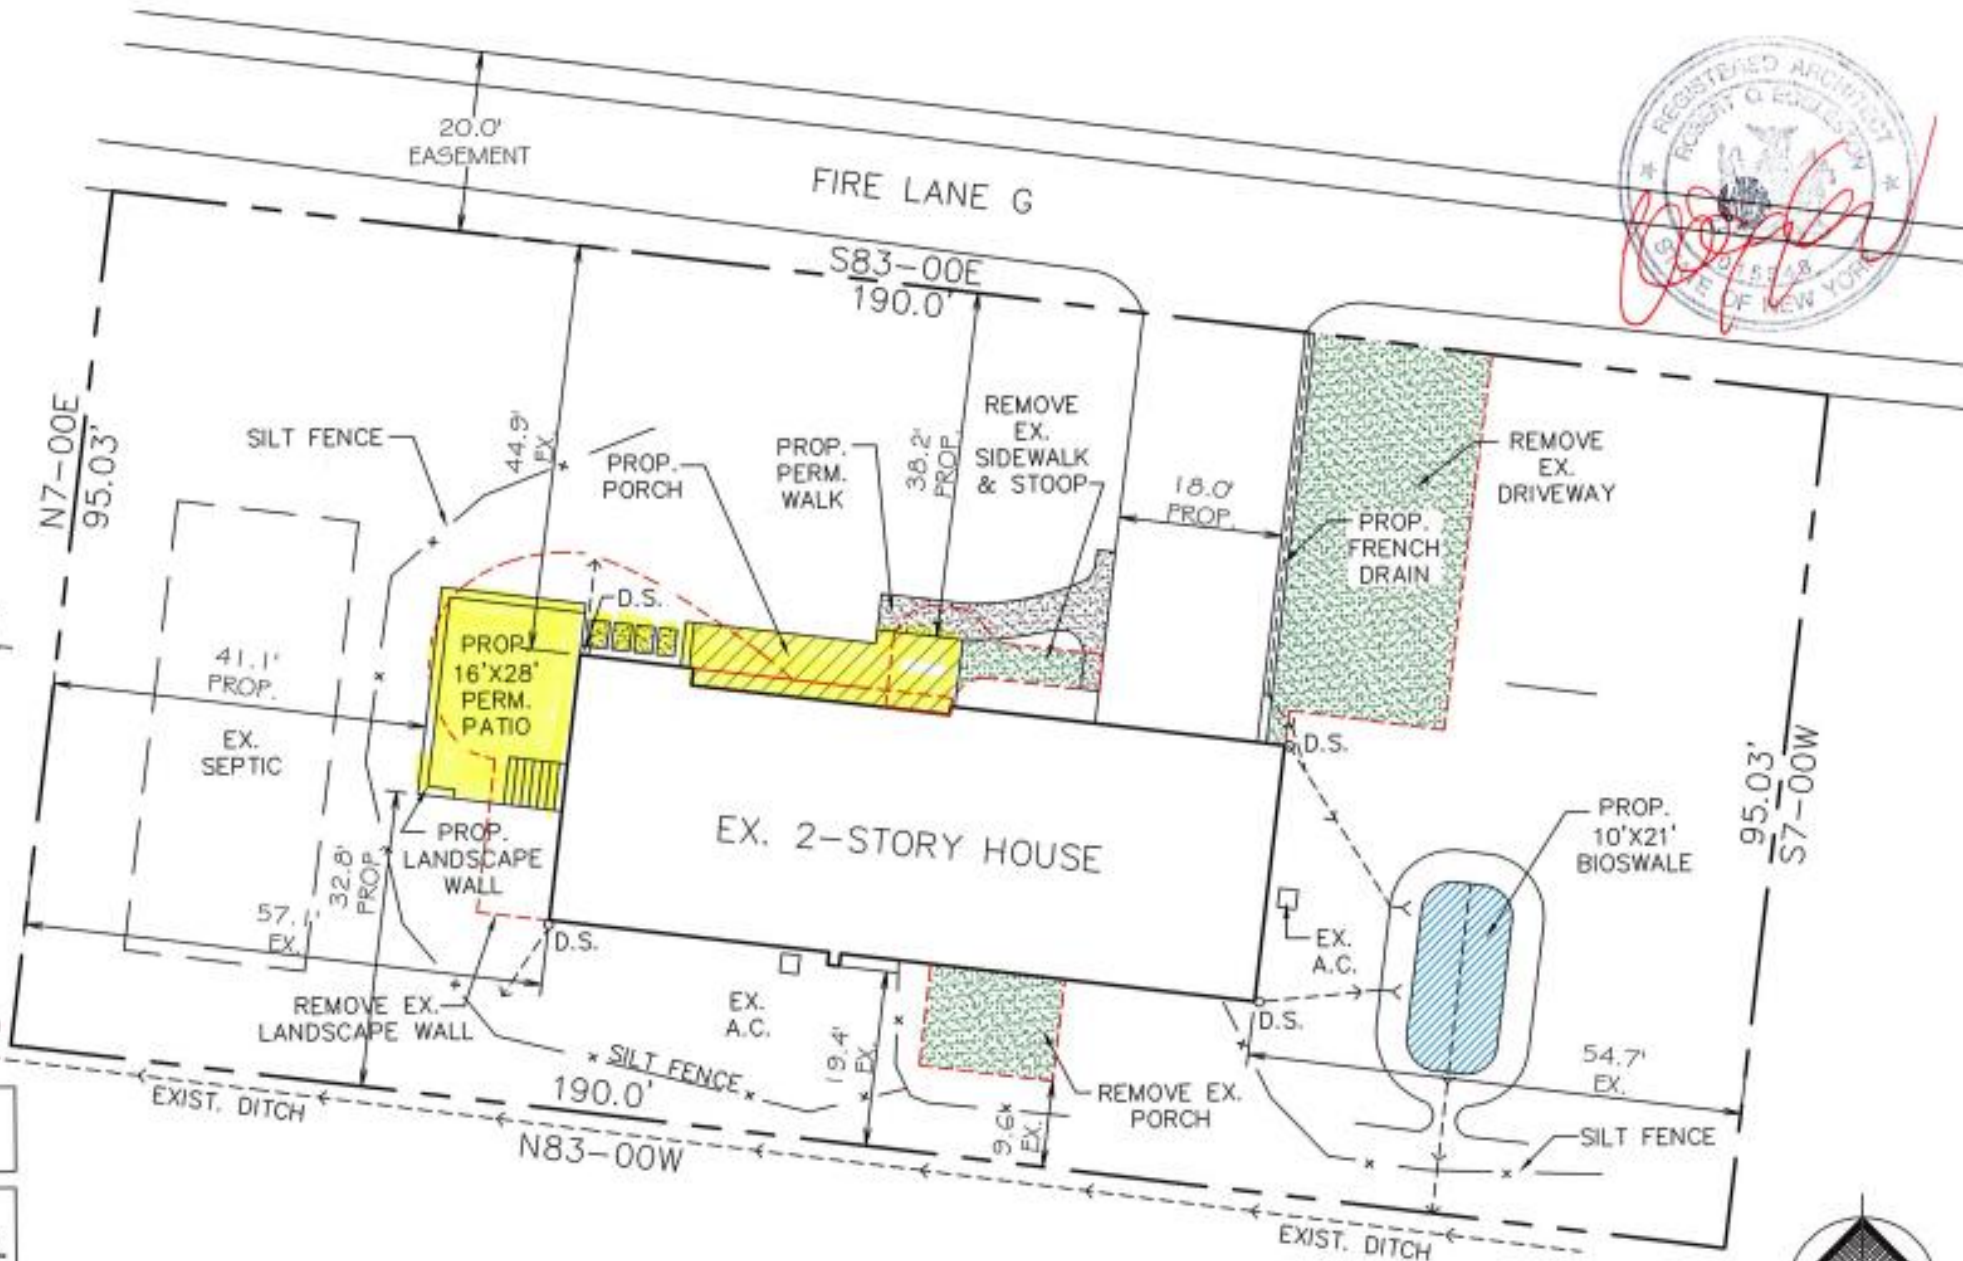 20.0'
EASEMENT
FIRE LANE G
REGISTERED ARCHITECT
STATE OF NEW YORK
S83-00E
190.0'
N7-00E
95.03'
SILT FENCE
44.9'
EX.
PROP.
PORCH
PROP.
PERM.
WALK
38.2'
PROP.
REMOVE
EX.
SIDEWALK
& STOOP
18.0'
PROP.
REMOVE
EX.
DRIVEWAY
PROP.
FRENCH
DRAIN
D.S.
PROP.
16'X28'
PERM.
PATIO
41.1'
PROP.
EX.
SEPTIC
D.S.
95.03'
S7-00W
PROP.
10'X21'
BIOSWALE
EX. 2-STORY HOUSE
PROP.
LANDSCAPE
WALL
32.8'
PROP.
57.1'
EX.
D.S.
EX.
A.C.
REMOVE EX.
LANDSCAPE WALL
EX.
A.C.
D.S.
19.4'
EX.
SILT FENCE
54.7'
EX.
190.0'
REMOVE EX.
PORCH
9.6'
EX.
EXIST. DITCH
SILT FENCE
N83-00W
EXIST. DITCH